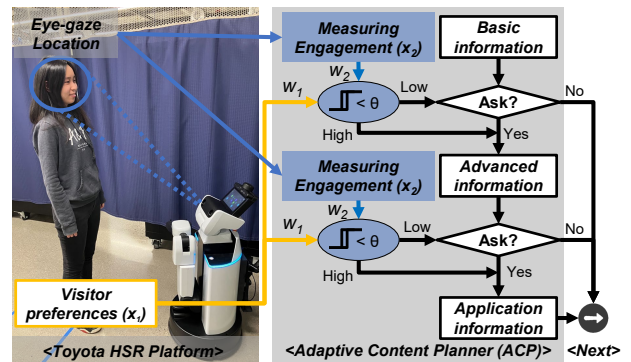 Eye-gaze
Location
Measuring
Engagement (x₂)
Basic
information
w₂
w₁
< θ
Low
Ask?
No
High
Yes
Measuring
Engagement (x₂)
Advanced
information
w₂
w₁
< θ
Low
Ask?
No
High
Yes
Visitor
preferences (x₁)
Application
information
<Toyota HSR Platform>
<Adaptive Content Planner (ACP)>
<Next>